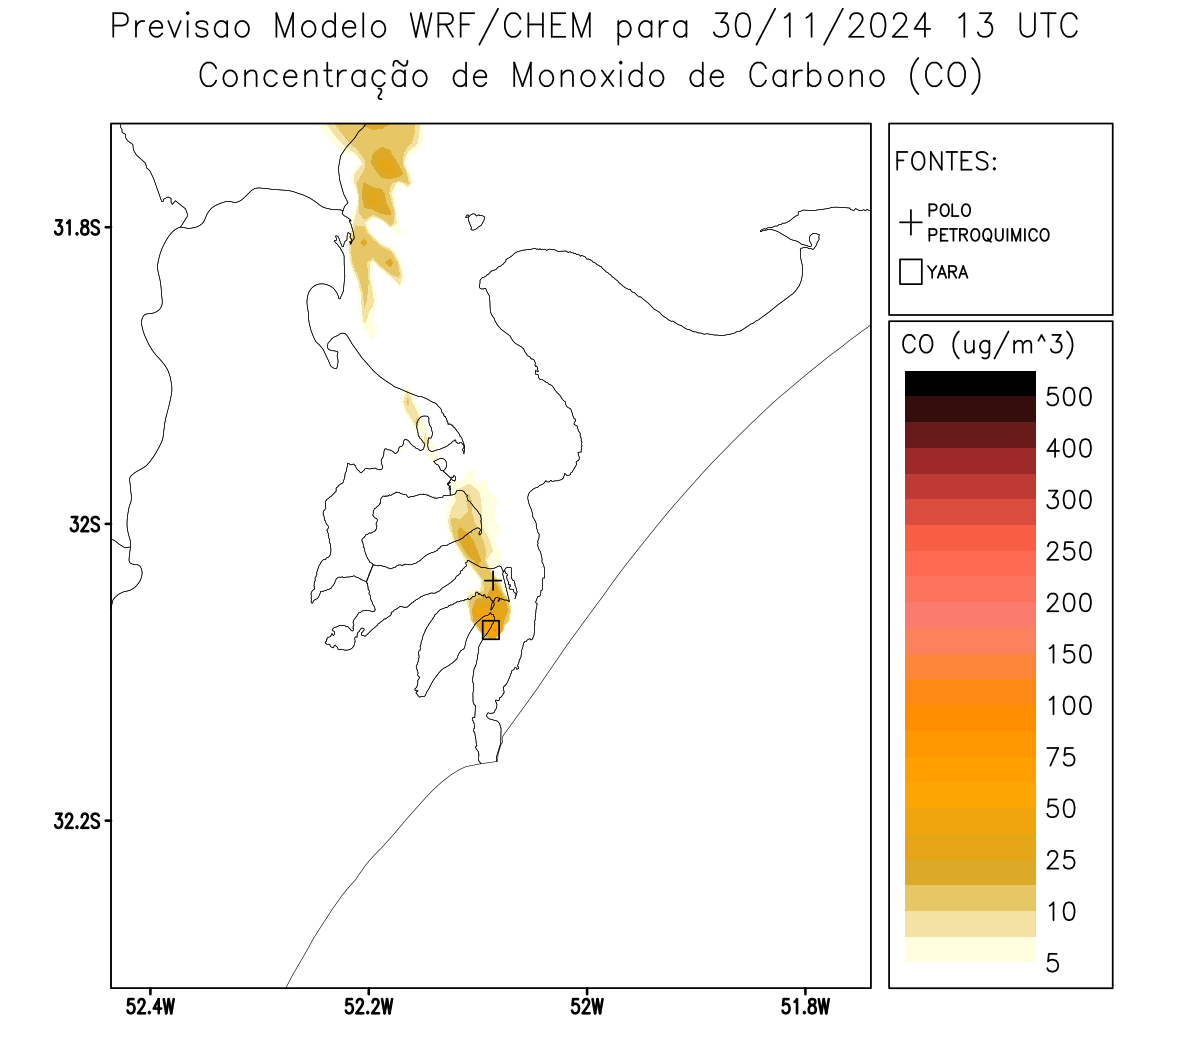 Previsao Modelo WRF/CHEM para 30/11/2024 13 UTC
Concentração de Monoxido de Carbono (CO)
FONTES:
POLO
PETROQUIMICO
YARA
CO (ug/m^3)
500
400
300
250
200
150
100
75
50
25
10
5
31.8S
32S
32.2S
52.4W
52.2W
52W
51.8W